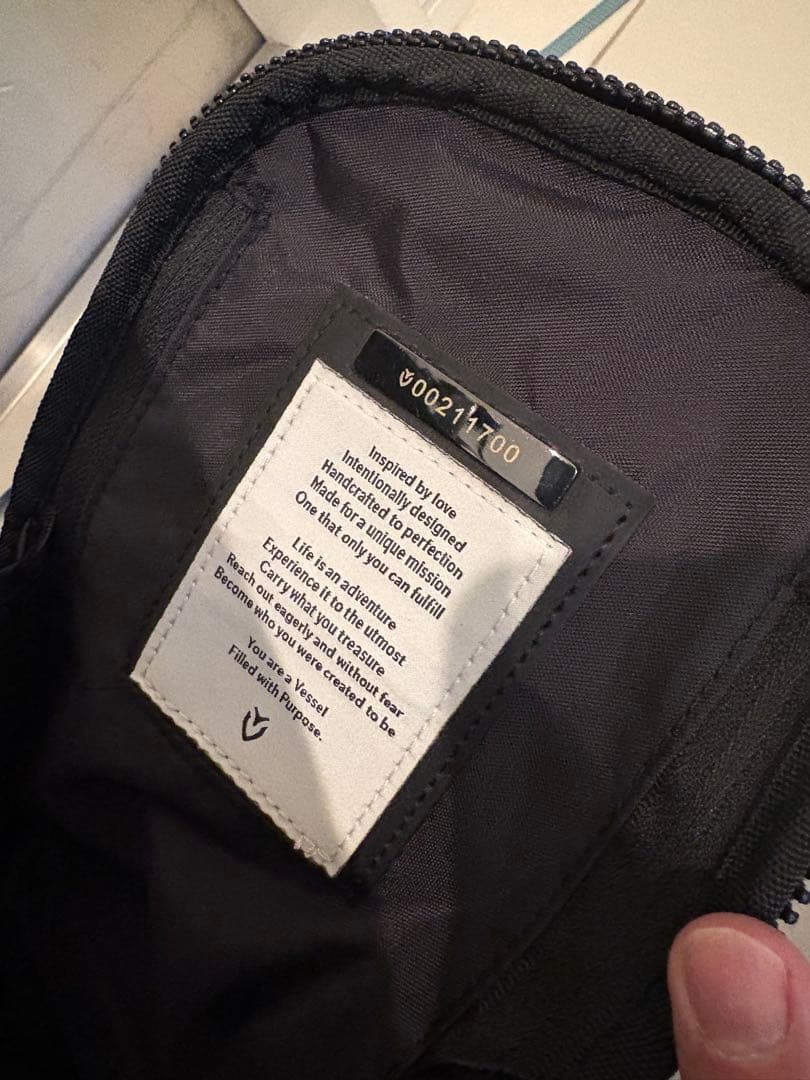 00211700
Inspired by love
Intentionally designed
Handcrafted to perfection
Made for a unique mission
One that only you can fulfill
Life is an adventure
Experience it to the utmost
Carry what you treasure
Reach out eagerly and without fear
Become who you were created to be
You are a Vessel
Filled with Purpose.